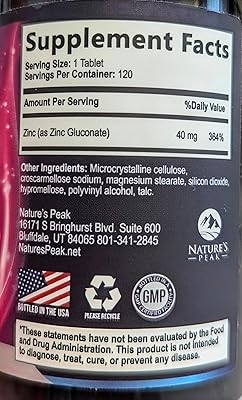 Supplement Facts
Serving Size: 1 Tablet
Servings Per Container: 120
Amount Per Serving %Daily Value
Zinc (as Zinc Gluconate) 40 mg 364%
Other Ingredients: Microcrystalline cellulose,
croscarmellose sodium, magnesium stearate, silicon dioxide,
hypromellose, polyvinyl alcohol, talc.
Nature's Peak
16171 S Bringhurst Blvd. Suite 600
Bluffdale, UT 84065 801-341-2845
NaturesPeak.net
NATURE'S
PEAK
BOTTLED IN THE USA
PLEASE RECYCLE
BOTTLED IN A
GMP
*These statements have not been evaluated by the Food
and Drug Administration. This product is not intended
to diagnose, treat, cure, or prevent any disease.